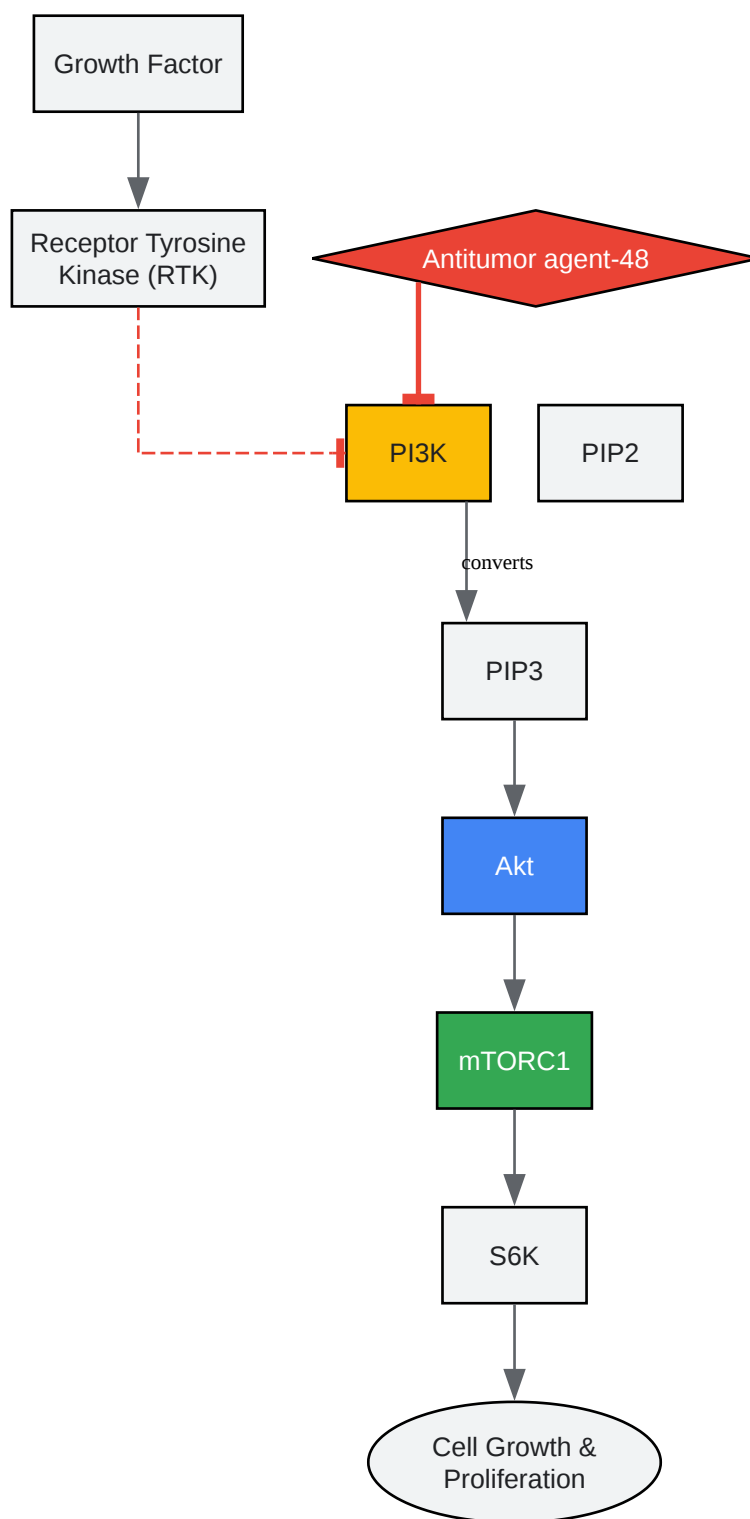 Growth Factor
Receptor Tyrosine
Kinase (RTK)
Antitumor agent-48
PI3K
PIP2
converts
PIP3
Akt
mTORC1
S6K
Cell Growth &
Proliferation